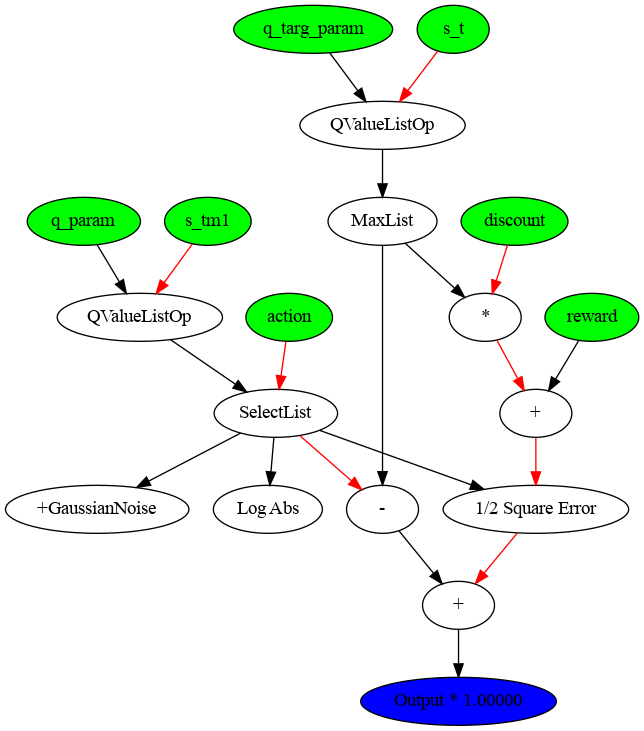 q_targ_param
s_t
QValueListOp
q_param
s_tm1
MaxList
discount
QValueListOp
action
*
reward
SelectList
+
+GaussianNoise
Log Abs
-
1/2 Square Error
+
Output * 1.00000